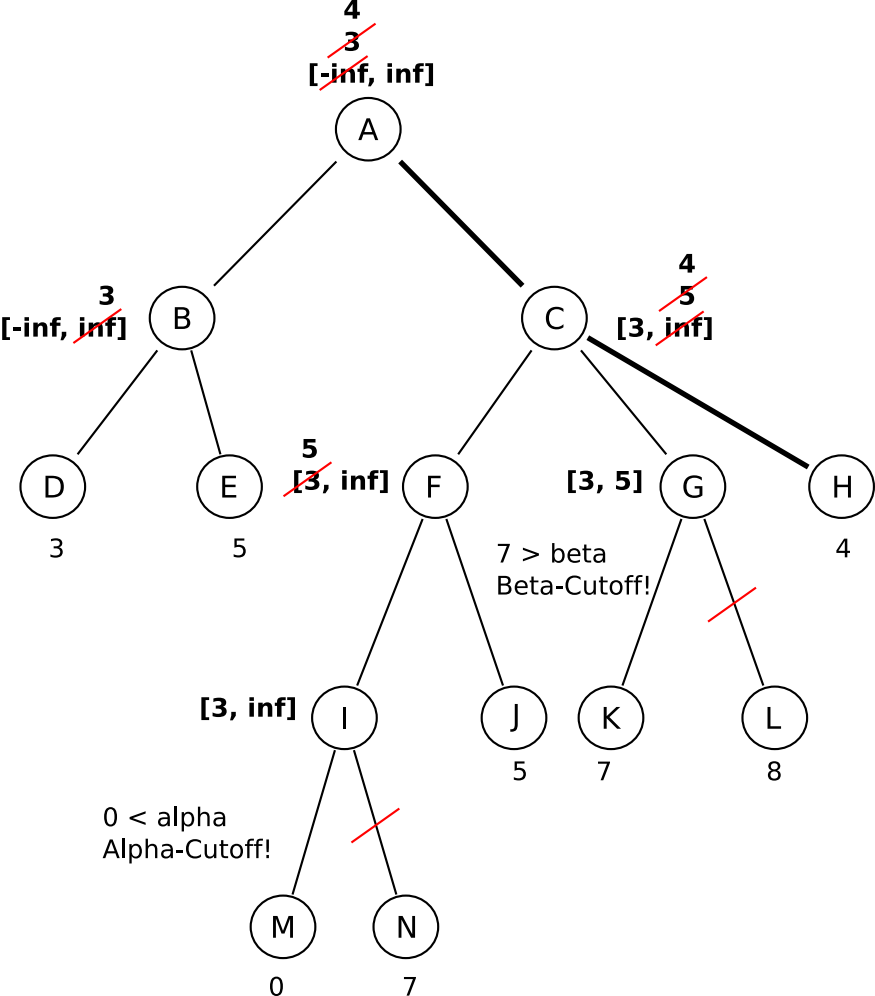 4
3
[-inf, inf]
A
3
[-inf, inf]
B
C
4
5
[3, inf]
D
3
E
5
5
[3, inf]
F
[3, 5]
G
H
4
7 > beta
Beta-Cutoff!
[3, inf]
I
J
5
K
7
L
8
0 < alpha
Alpha-Cutoff!
M
0
N
7